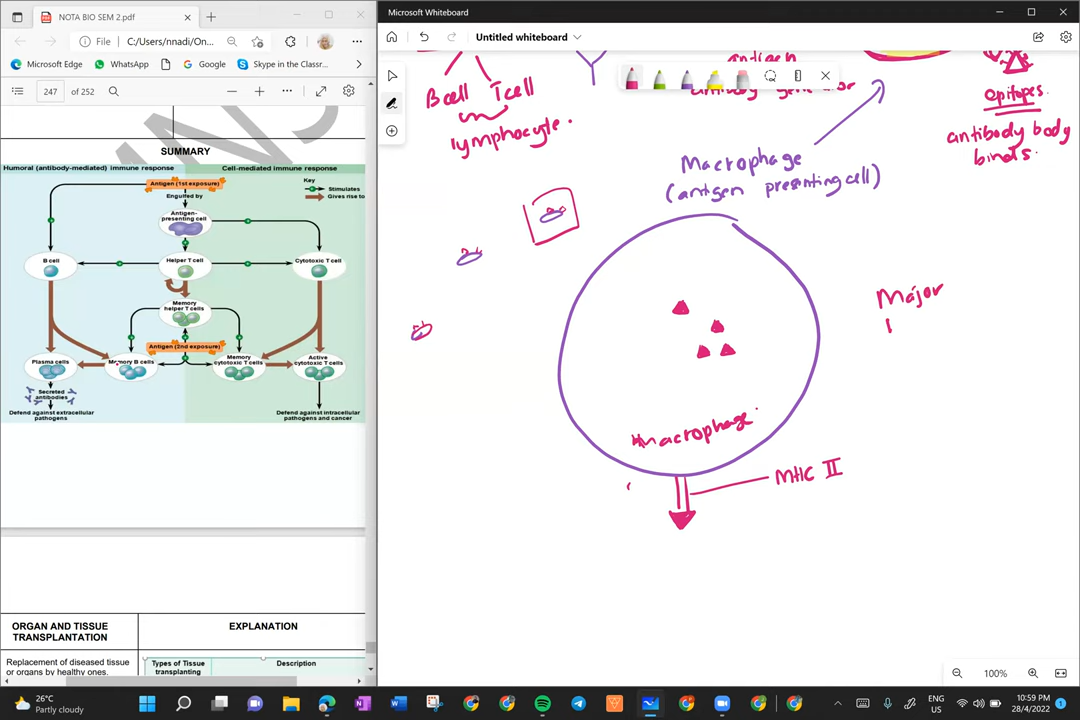 NOTA BIO SEM 2.pdf
File
C:/Users/nnadi/On...
Microsoft Edge
WhatsApp
Google
Skype in the Classr...
247
of 252
SUMMARY
Humoral (antibody-mediated) immune response
Cell-mediated immune response
Key
Stimulates
Gives rise to
Antigen (1st exposure)
Engulfed by
Antigen-
presenting cell
B cell
Helper T cell
Cytotoxic T cell
Memory
helper T cells
Antigen (2nd exposure)
Plasma cells
Memory B cells
Memory
cytotoxic T cells
Active
cytotoxic T cells
Secreted
antibodies
Defend against extracellular
pathogens
Defend against intracellular
pathogens and cancer
ORGAN AND TISSUE
TRANSPLANTATION
EXPLANATION
Replacement of diseased tissue
or organs by healthy ones.
Types of Tissue
transplanting
Description
Microsoft Whiteboard
Untitled whiteboard
B cell
T cell
lymphocyte.
antigen
Macrophage
(antigen presenting cell)
epitopes
antibody body
binds.
Major
Macrophage
MHC II
100%
26°C
Partly cloudy
ENG
US
10:59 PM
28/4/2022
1